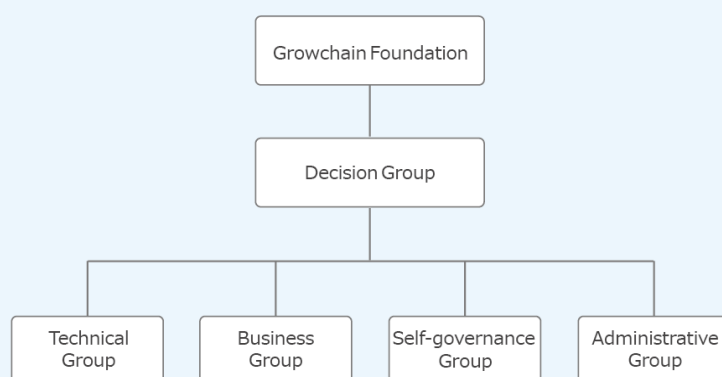 Growchain Foundation
Decision Group
Technical
Group
Business
Group
Self-governance
Group
Administrative
Group